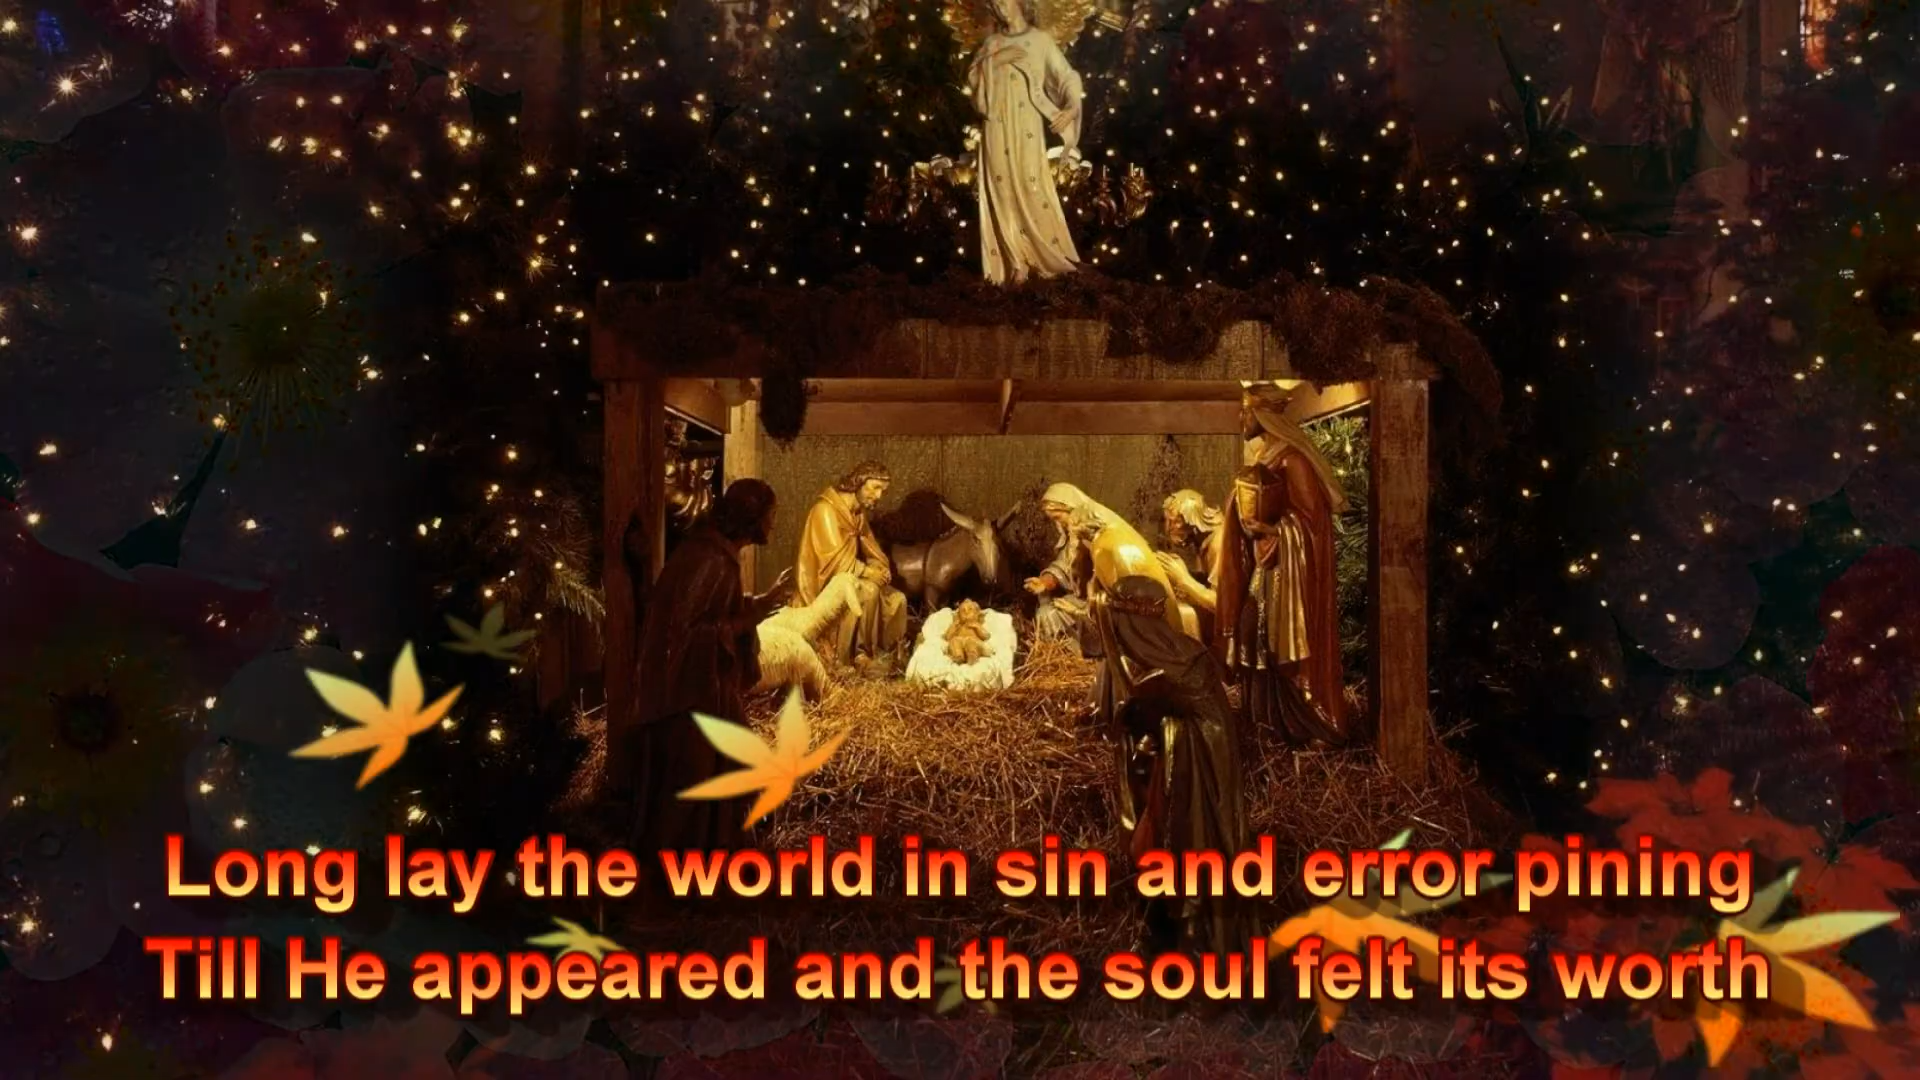 Long lay the world in sin and error pining
Till He appeared and the soul felt its worth